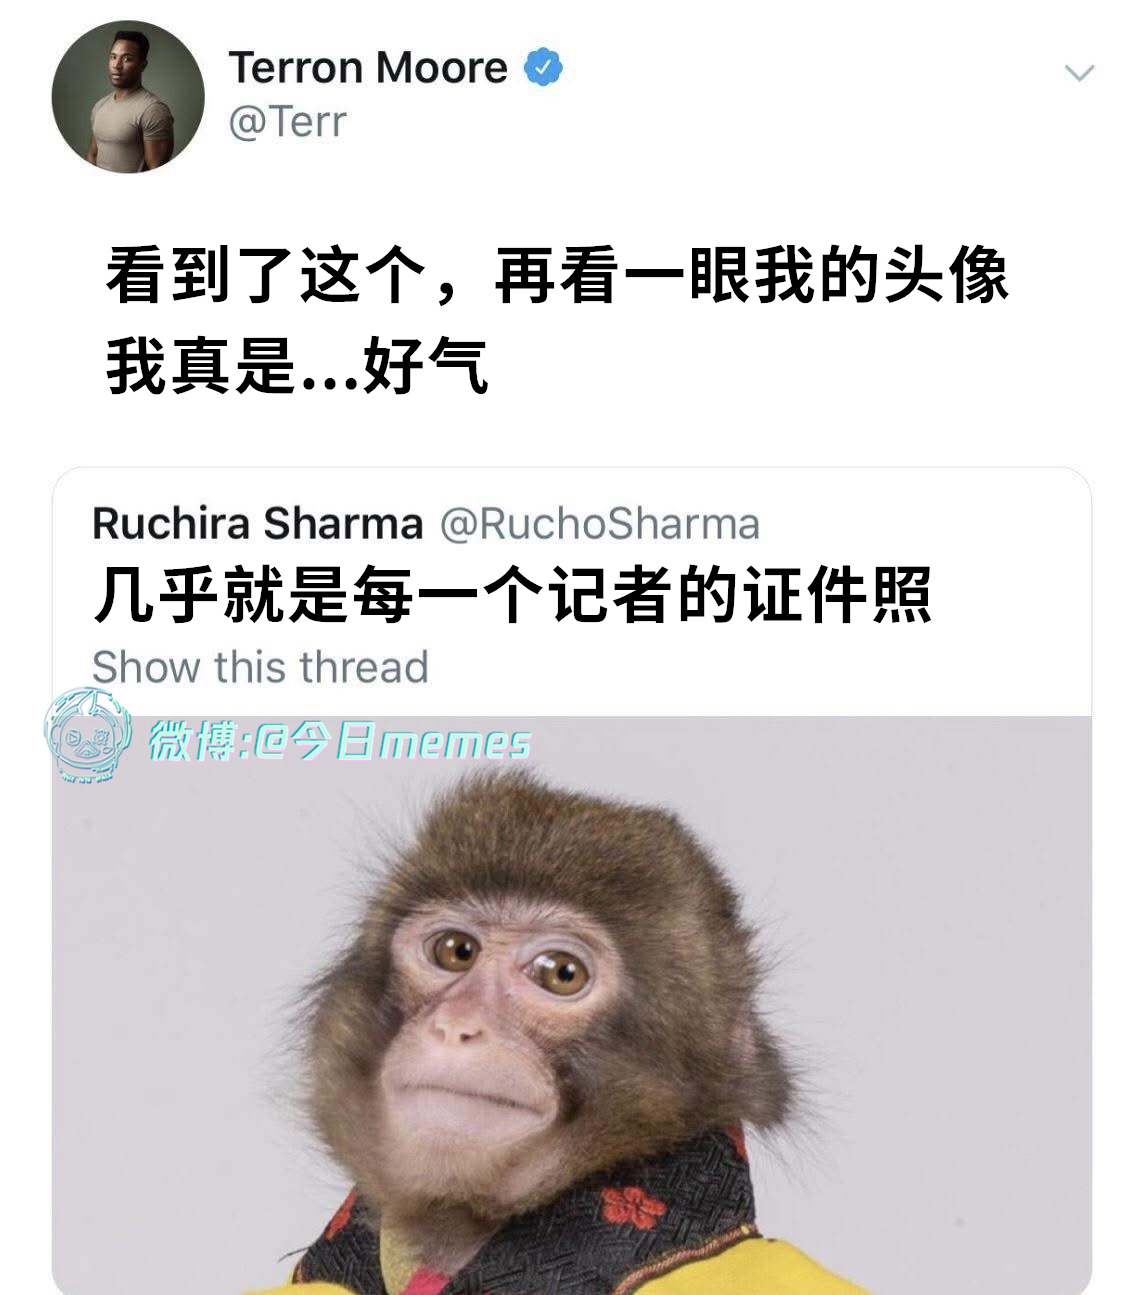 Terron Moore
@Terr
看到了这个，再看一眼我的头像
我真是...好气
Ruchira Sharma @RuchoSharma
几乎就是每一个记者的证件照
Show this thread
微博:@今日memes